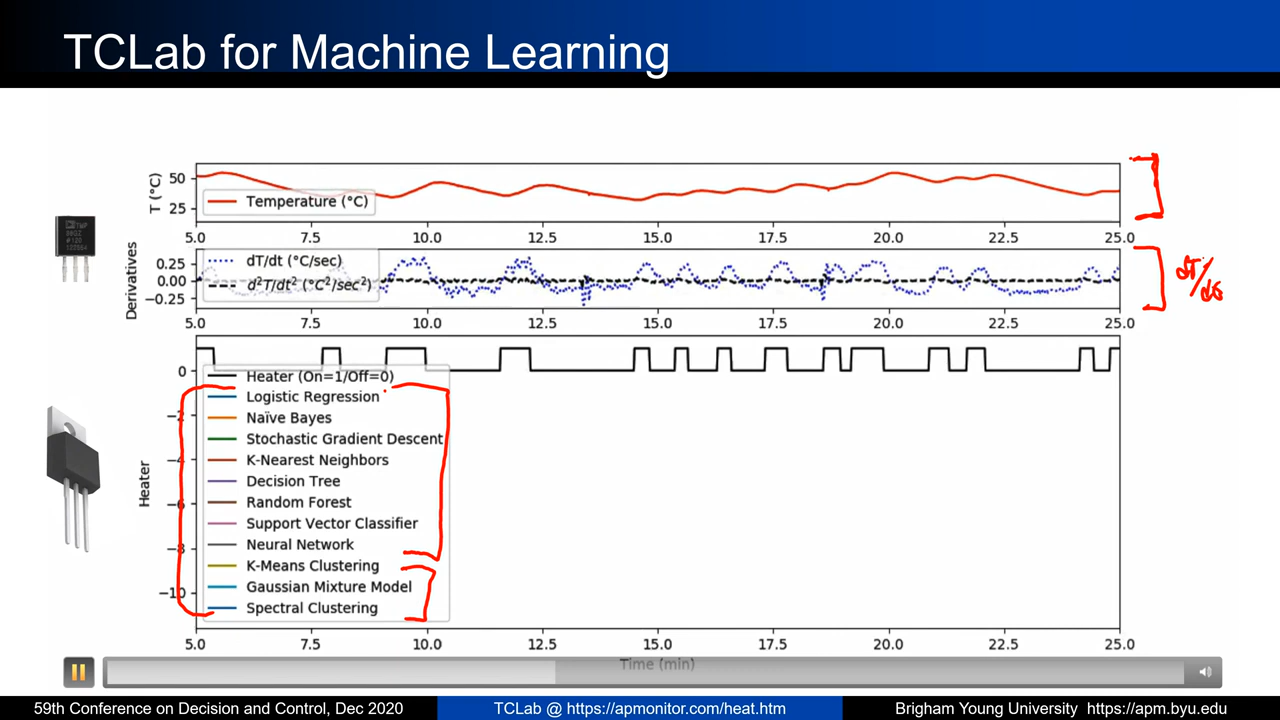 TCLab for Machine Learning
T (°C)
50
25
Temperature (°C)
5.0 7.5 10.0 12.5 15.0 17.5 20.0 22.5 25.0
Derivatives
0.25
0.00
−0.25
dT/dt (°C/sec)
d²T/dt² (°C²/sec²)
dT/dt
5.0 7.5 10.0 12.5 15.0 17.5 20.0 22.5 25.0
Heater
0
−2
−4
−6
−8
−10
Heater (On=1/Off=0)
Logistic Regression
Naïve Bayes
Stochastic Gradient Descent
K-Nearest Neighbors
Decision Tree
Random Forest
Support Vector Classifier
Neural Network
K-Means Clustering
Gaussian Mixture Model
Spectral Clustering
5.0 7.5 10.0 12.5 15.0 17.5 20.0 22.5 25.0
Time (min)
59th Conference on Decision and Control, Dec 2020
TCLab @ https://apmonitor.com/heat.htm
Brigham Young University https://apm.byu.edu